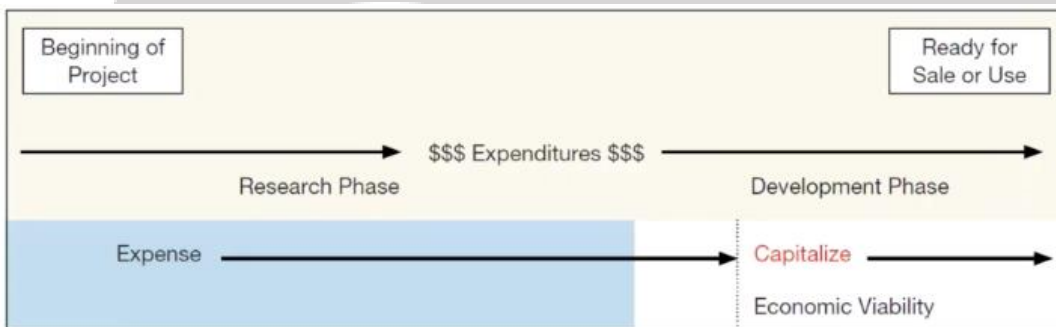 Beginning of
Project
Ready for
Sale or Use
$$$ Expenditures $$$
Research Phase
Development Phase
Expense
Capitalize
Economic Viability